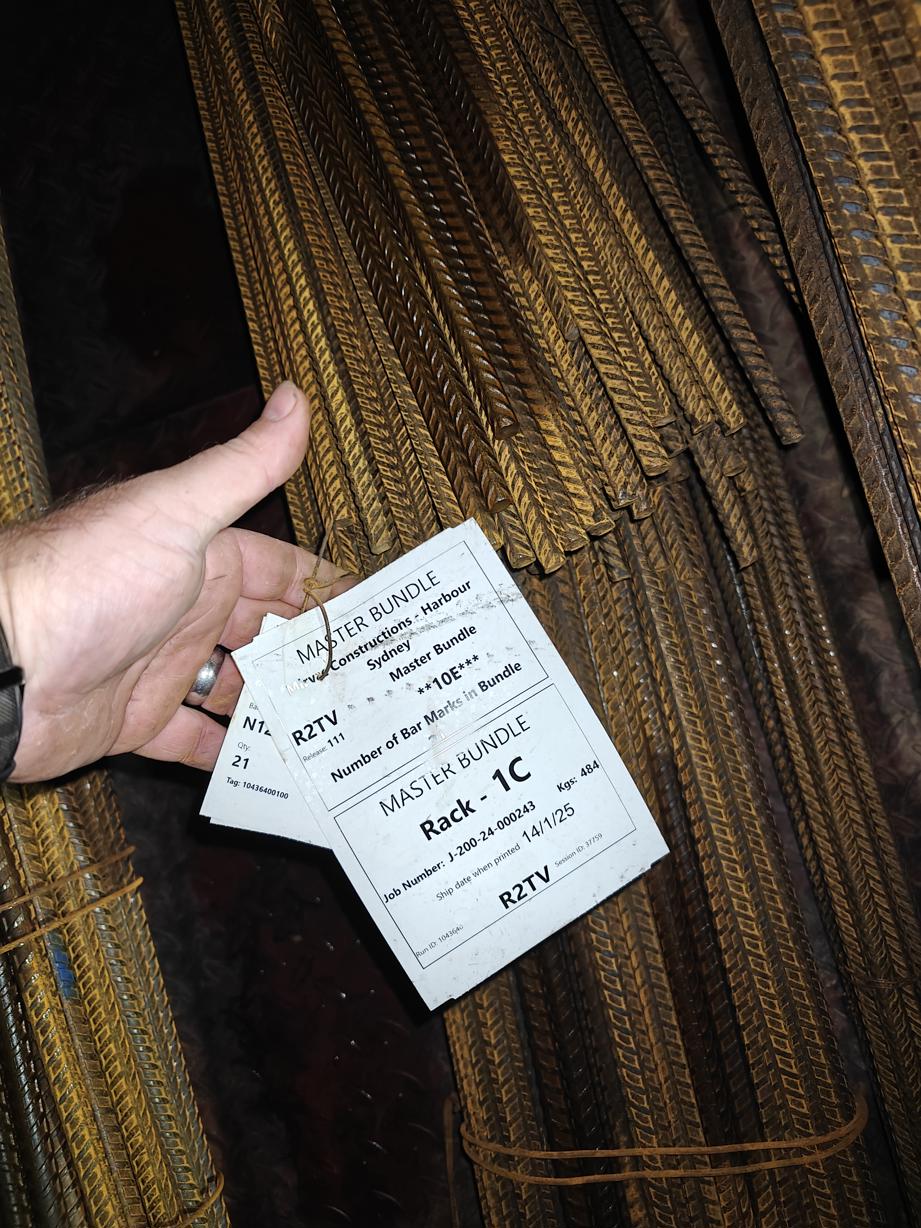 MASTER BUNDLE
Constructions - Harbour
Sydney
Master Bundle
**10E***
R2TV
Release: 111
Number of Bar Marks in Bundle
MASTER BUNDLE
Rack - 1C
Kgs: 484
Job Number: J-200-24-000243
Ship date when printed 14/1/25
R2TV
Session ID: 37759
Run ID:
N12
Qty:
21
Tag: 10436400100